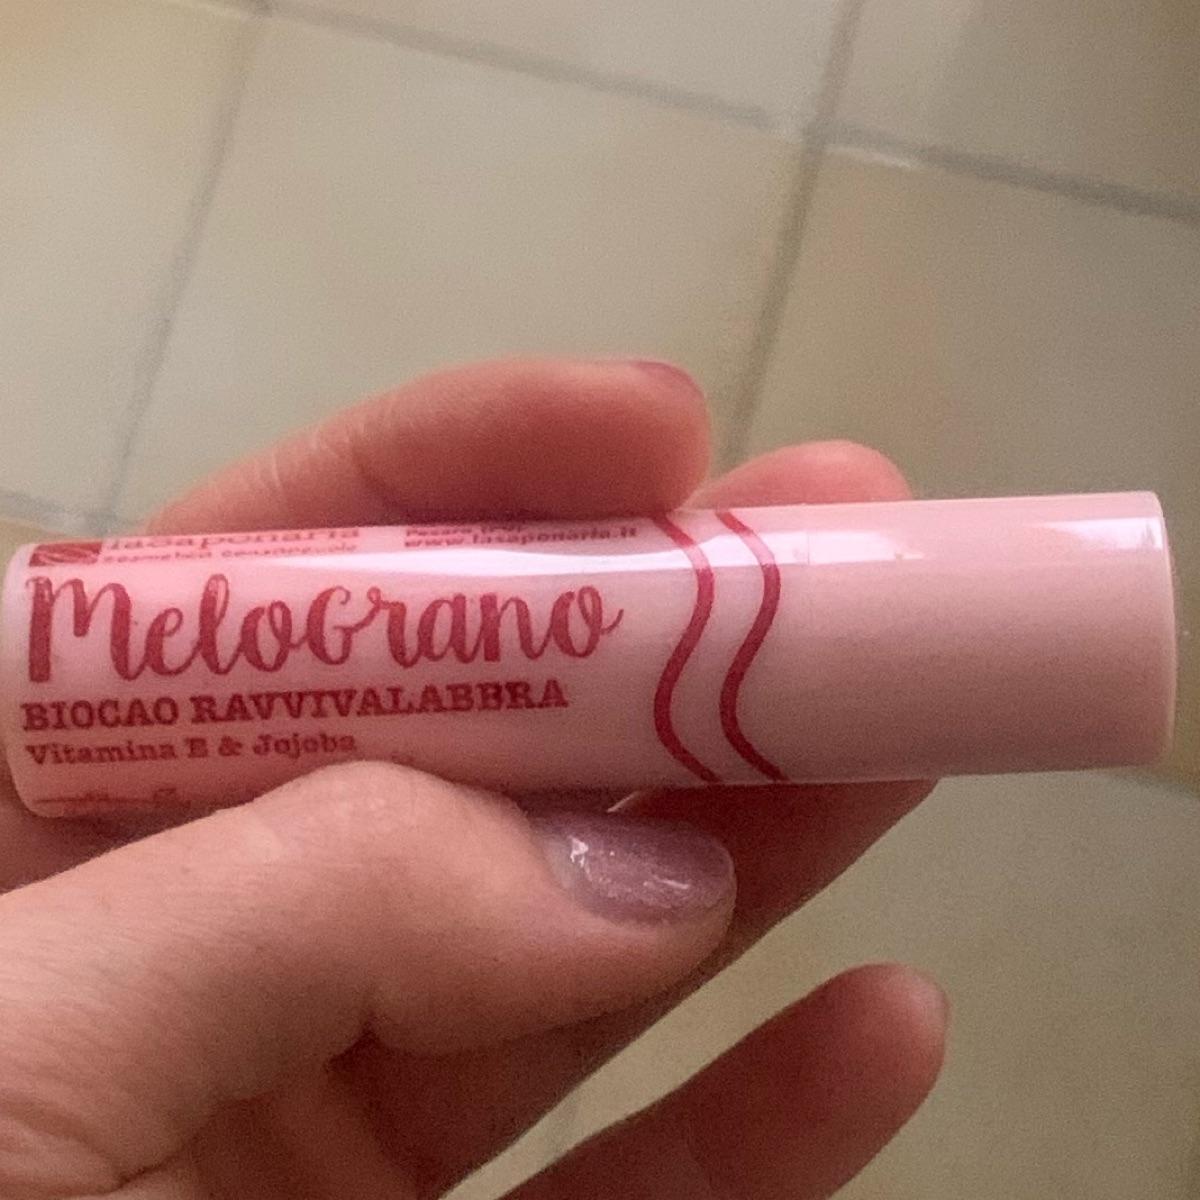 lasaponaria
www.lasaponaria.it
MeloGrano
BIOCAO RAVVIVALABBRA
Vitamina E & Jojoba